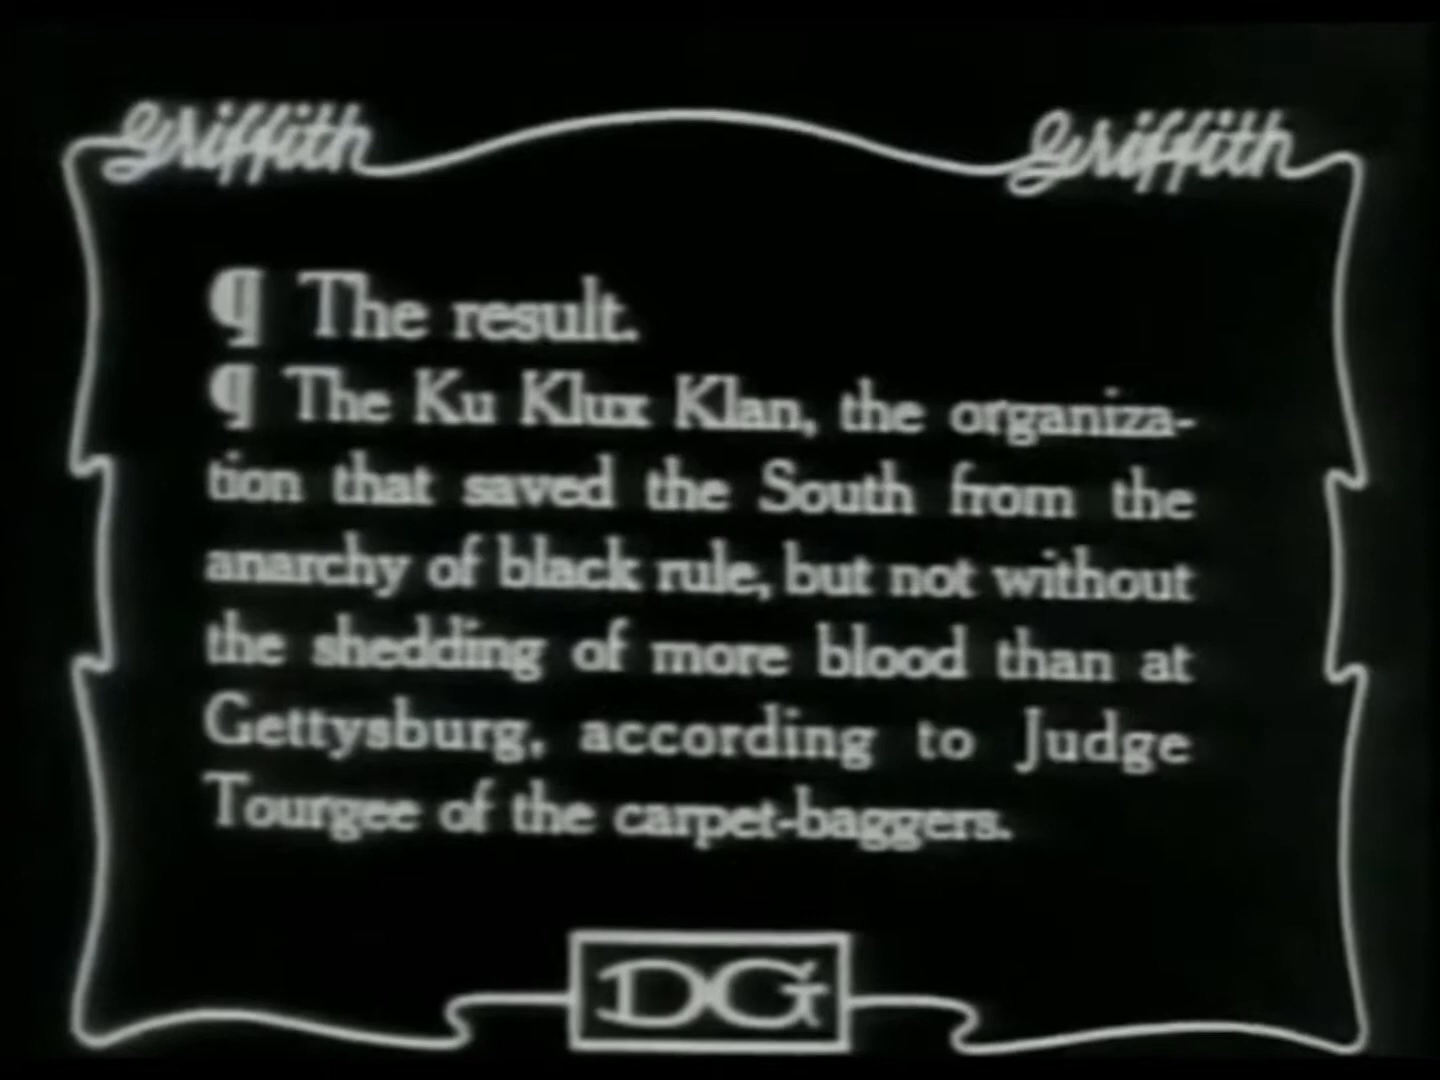 Griffith Griffith
¶ The result.
¶ The Ku Klux Klan, the organiza-
tion that saved the South from the
anarchy of black rule, but not without
the shedding of more blood than at
Gettysburg, according to Judge
Tourgee of the carpet-baggers.
DG